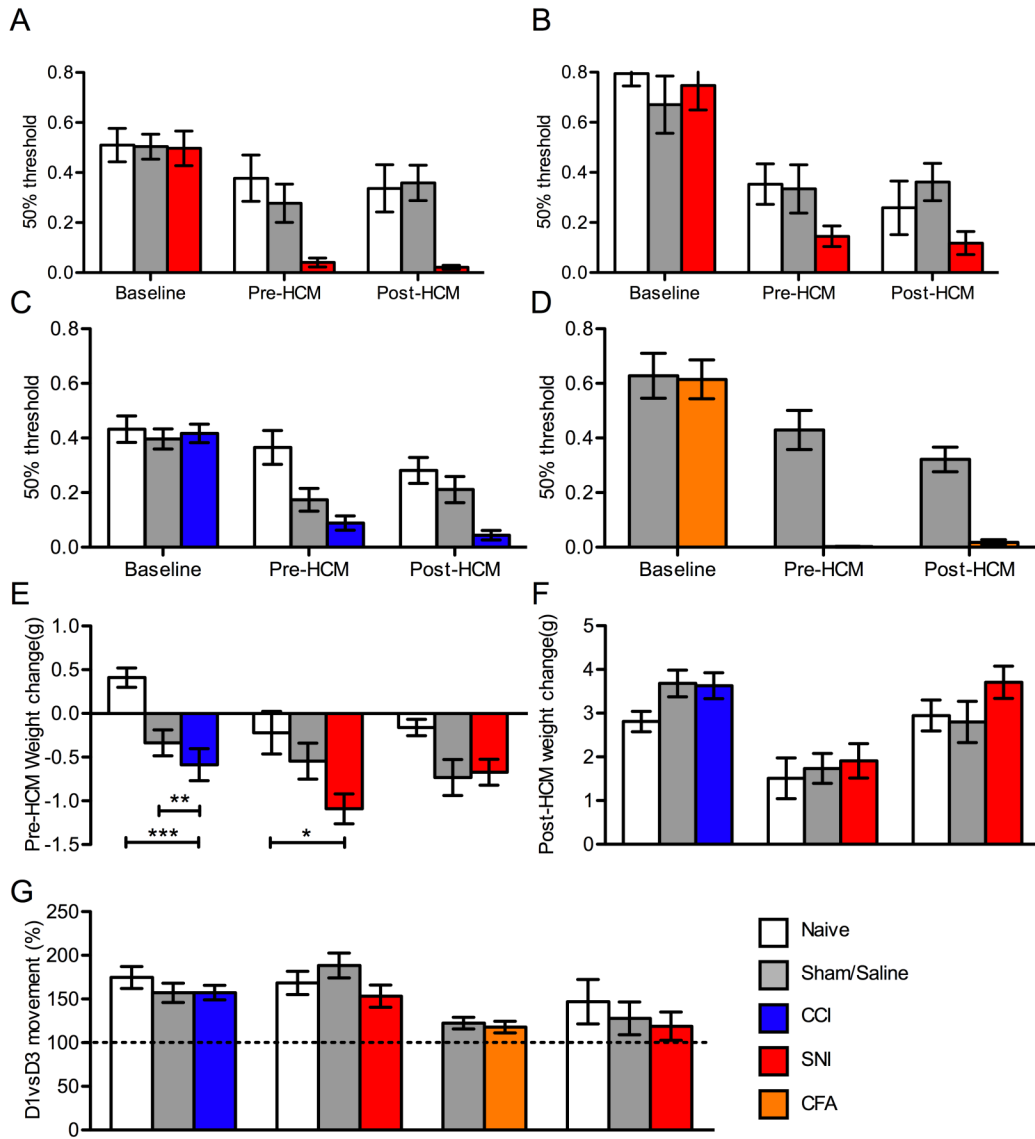 A
B
50% threshold
0.8
0.6
0.4
0.2
0.0
Baseline
Pre-HCM
Post-HCM
50% threshold
0.8
0.6
0.4
0.2
0.0
Baseline
Pre-HCM
Post-HCM
C
D
50% threshold
0.8
0.6
0.4
0.2
0.0
Baseline
Pre-HCM
Post-HCM
50% threshold
0.8
0.6
0.4
0.2
0.0
Baseline
Pre-HCM
Post-HCM
E
F
Pre-HCM Weight change(g)
1.0
0.5
0.0
-0.5
-1.0
-1.5
**
***
*
Post-HCM weight change(g)
5
4
3
2
1
0
G
D1vsD3 movement (%)
250
200
150
100
50
0
Naive
Sham/Saline
CCI
SNI
CFA